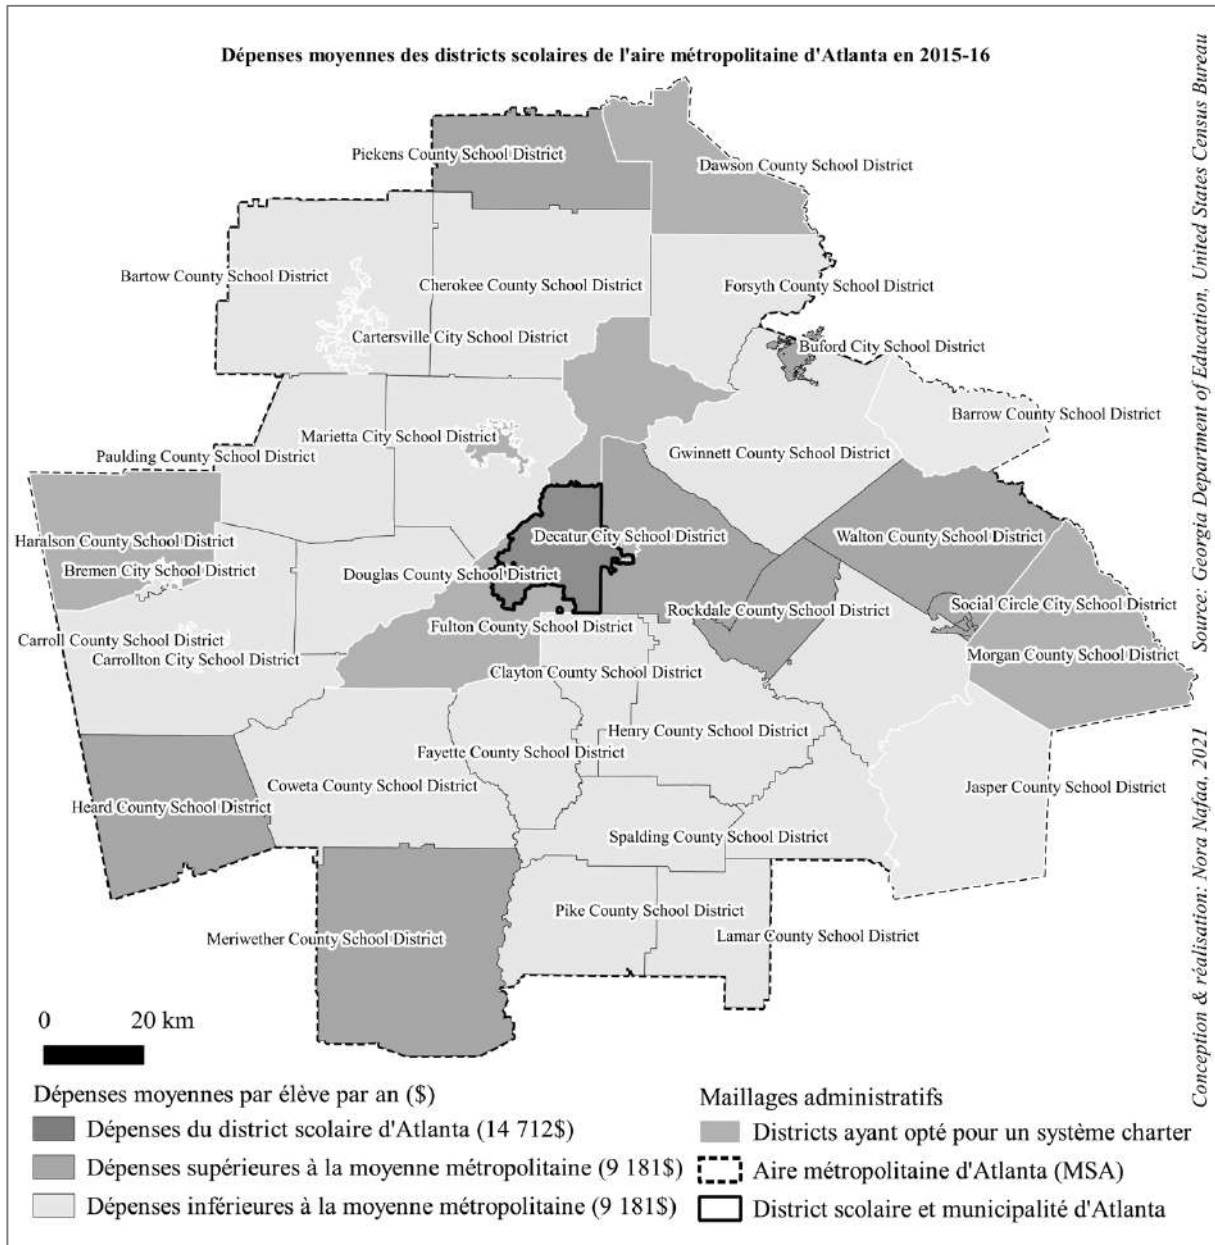 Dépenses moyennes des districts scolaires de l'aire métropolitaine d'Atlanta en 2015-16
Pickens County School District
Dawson County School District
Bartow County School District
Cherokee County School District
Forsyth County School District
Cartersville City School District
Buford City School District
Barrow County School District
Marietta City School District
Paulding County School District
Gwinnett County School District
Haralson County School District
Decatur City School District
Walton County School District
Bremen City School District
Douglas County School District
Rockdale County School District
Social Circle City School District
Fulton County School District
Carroll County School District
Carrollton City School District
Morgan County School District
Clayton County School District
Henry County School District
Fayette County School District
Coweta County School District
Jasper County School District
Heard County School District
Spalding County School District
Pike County School District
Meriwether County School District
Lamar County School District
0 20 km
Dépenses moyennes par élève par an ($)
Dépenses du district scolaire d'Atlanta (14 712$)
Dépenses supérieures à la moyenne métropolitaine (9 181$)
Dépenses inférieures à la moyenne métropolitaine (9 181$)
Maillages administratifs
Districts ayant opté pour un système charter
Aire métropolitaine d'Atlanta (MSA)
District scolaire et municipalité d'Atlanta
Conception & réalisation: Nora Nafaa, 2021 Source: Georgia Department of Education, United States Census Bureau